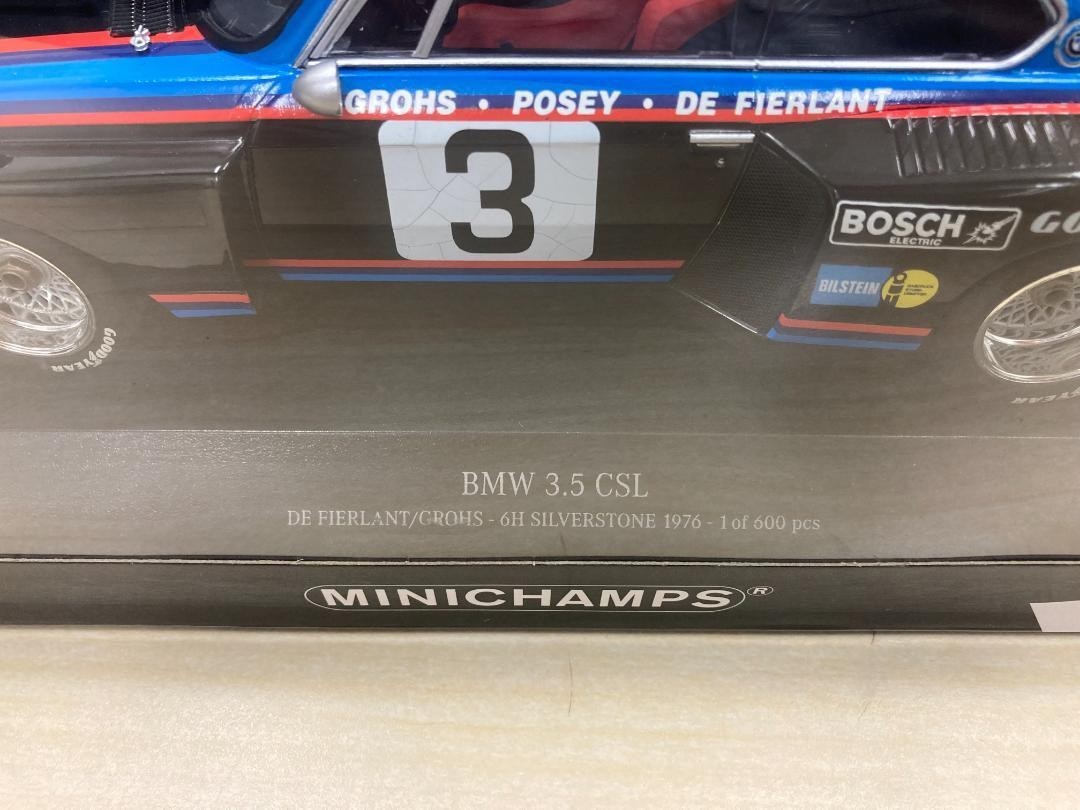 GROHS • POSEY • DE FIERLANT
3
BOSCH
ELECTRIC
GO
BILSTEIN
GOODYEAR
BMW 3.5 CSL
DE FIERLANT/GROHS - 6H SILVERSTONE 1976 - 1 of 600 pcs
MINICHAMPS®